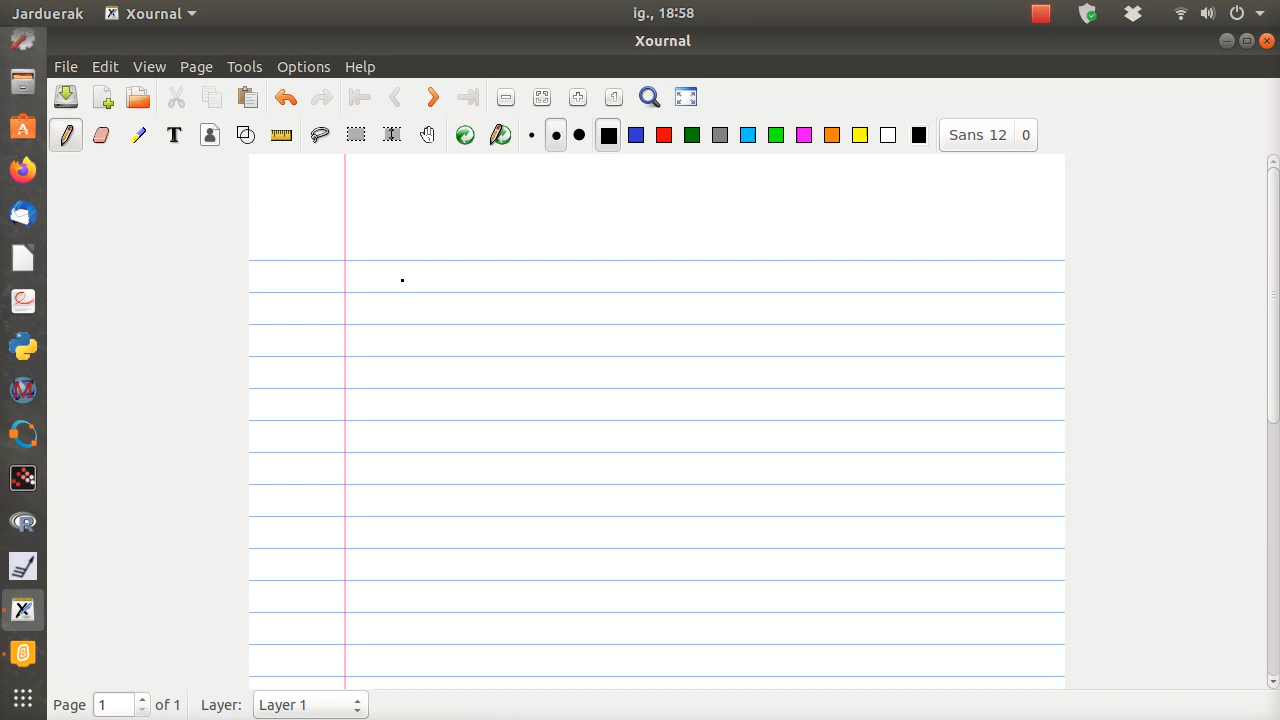 Jarduerak Xournal ig., 18:58
Xournal
File Edit View Page Tools Options Help
Sans 12 0
Page 1 of 1 Layer: Layer 1